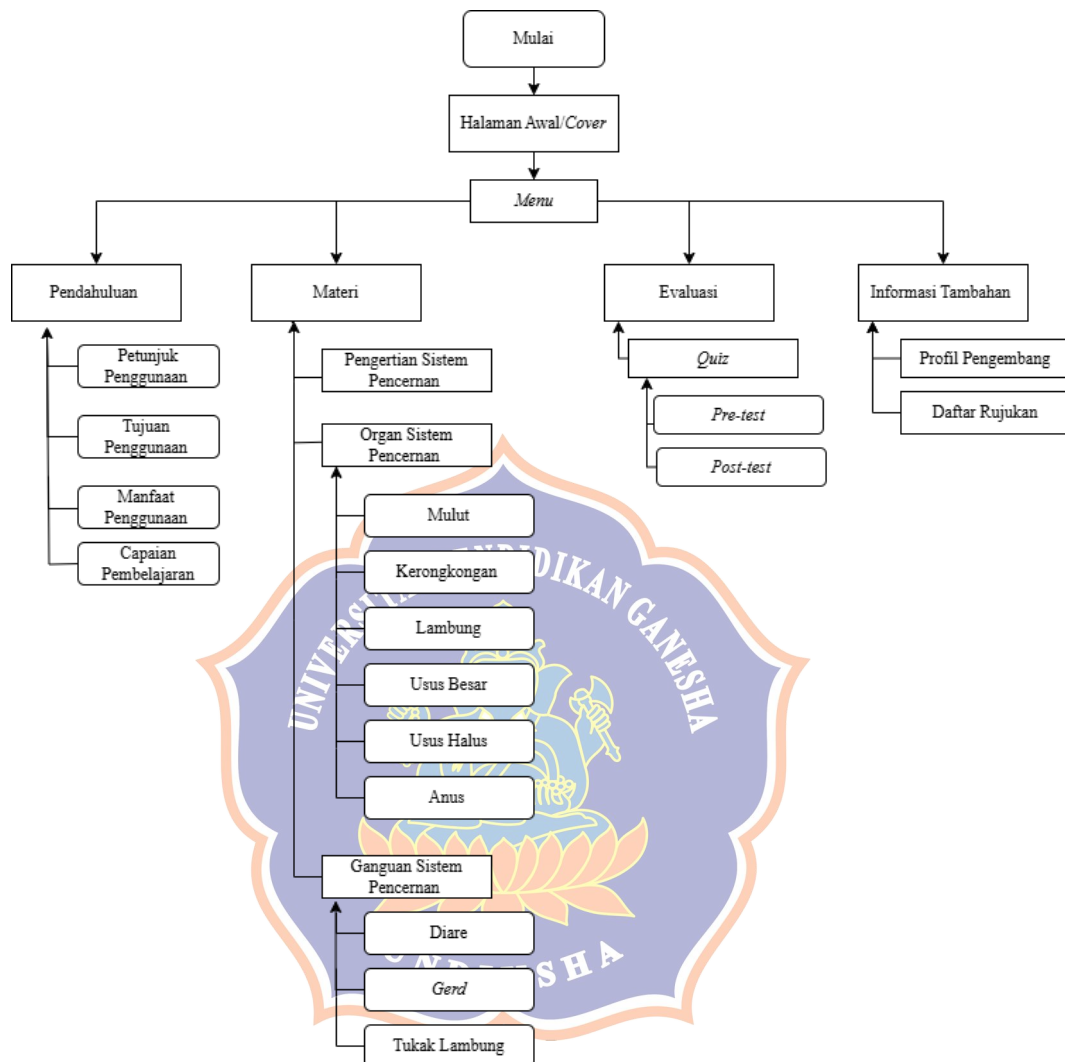 Mulai
Halaman Awal/Cover
Menu
Pendahuluan
Petunjuk
Penggunaan
Tujuan
Penggunaan
Manfaat
Penggunaan
Capaian
Pembelajaran
Materi
Pengertian Sistem
Pencernan
Organ Sistem
Pencernan
Mulut
Kerongkongan
Lambung
Usus Besar
Usus Halus
Anus
Ganguan Sistem
Pencernan
Diare
Gerd
Tukak Lambung
Evaluasi
Quiz
Pre-test
Post-test
Informasi Tambahan
Profil Pengembang
Daftar Rujukan
GANESHA